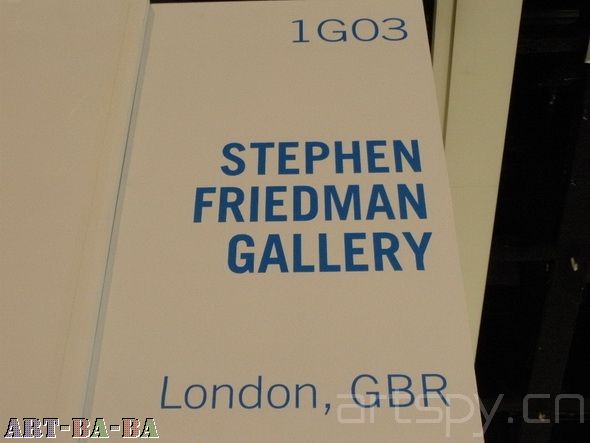 1G03
STEPHEN
FRIEDMAN
GALLERY
London, GBR
artspy.cn
ART-BA-BA